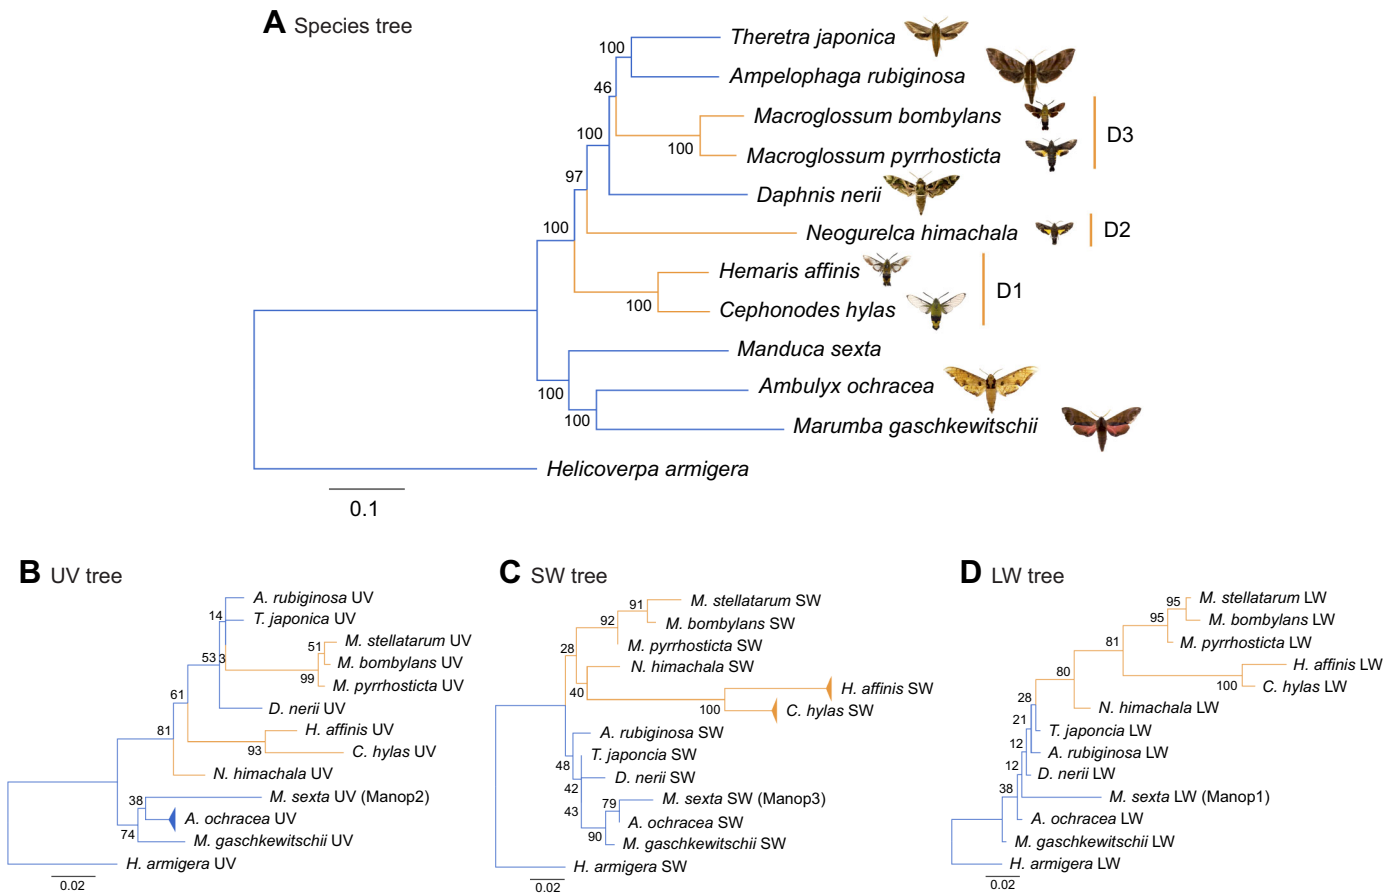 A Species tree
Theretra japonica
100
Ampelophaga rubiginosa
46
Macroglossum bombylans
D3
100
100
Macroglossum pyrrhosticta
97
Daphnis nerii
100
Neogurelca himachala
D2
Hemaris affinis
D1
100
Cephonodes hylas
Manduca sexta
100
Ambulyx ochracea
100
Marumba gaschkewitschii
Helicoverpa armigera
0.1
B UV tree
A. rubiginosa UV
14
T. japonica UV
51
M. stellatarum UV
53
3
M. bombylans UV
99
M. pyrrhosticta UV
61
D. nerii UV
81
H. affinis UV
93
C. hylas UV
N. himachala UV
38
M. sexta UV (Manop2)
A. ochracea UV
74
M. gaschkewitschii UV
H. armigera UV
0.02
C SW tree
91
M. stellatarum SW
92
M. bombylans SW
28
M. pyrrhosticta SW
N. himachala SW
40
H. affinis SW
100
C. hylas SW
A. rubiginosa SW
48
T. japoncia SW
42
D. nerii SW
43
79
M. sexta SW (Manop3)
A. ochracea SW
90
M. gaschkewitschii SW
H. armigera SW
0.02
D LW tree
95
M. stellatarum LW
95
M. bombylans LW
81
M. pyrrhosticta LW
80
H. affinis LW
100
C. hylas LW
28
N. himachala LW
21
T. japoncia LW
12
A. rubiginosa LW
12
D. nerii LW
38
M. sexta LW (Manop1)
A. ochracea LW
M. gaschkewitschii LW
H. armigera LW
0.02